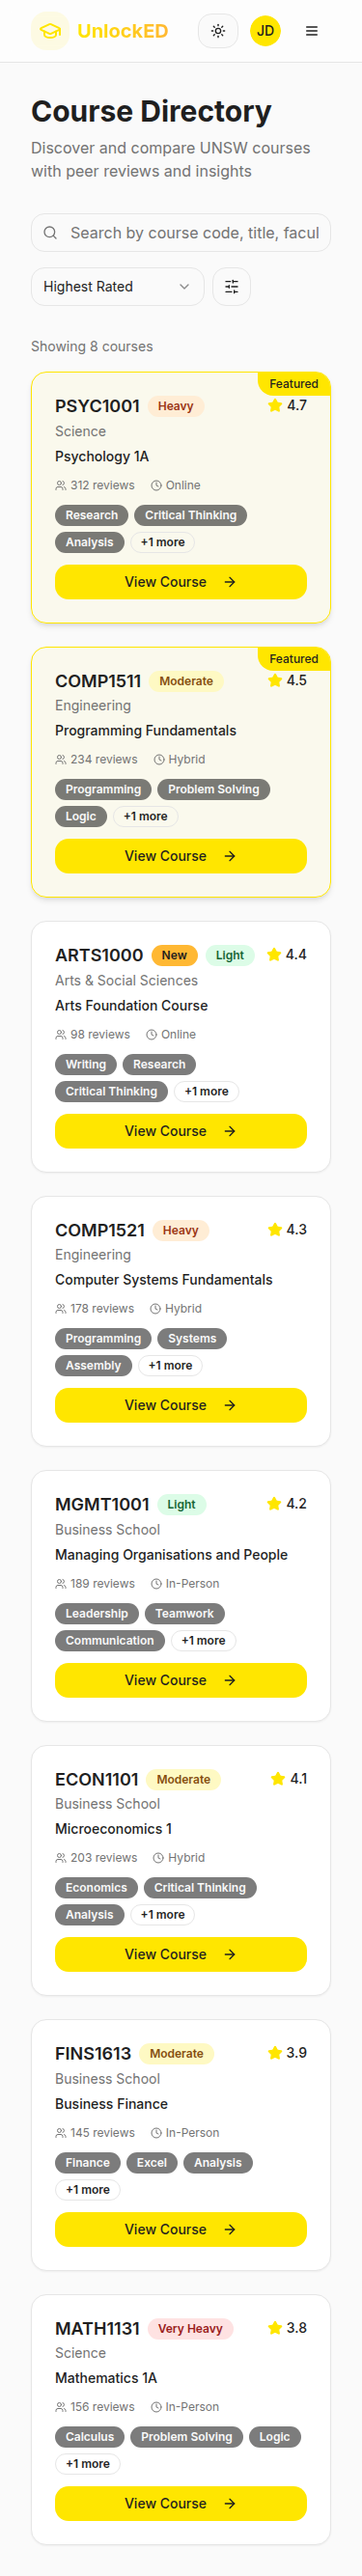 UnlockED JD
Course Directory
Discover and compare UNSW courses
with peer reviews and insights
Search by course code, title, facul
Highest Rated
Showing 8 courses
Featured
PSYC1001 Heavy 4.7
Science
Psychology 1A
312 reviews Online
Research Critical Thinking
Analysis +1 more
View Course
Featured
COMP1511 Moderate 4.5
Engineering
Programming Fundamentals
234 reviews Hybrid
Programming Problem Solving
Logic +1 more
View Course
ARTS1000 New Light 4.4
Arts & Social Sciences
Arts Foundation Course
98 reviews Online
Writing Research
Critical Thinking +1 more
View Course
COMP1521 Heavy 4.3
Engineering
Computer Systems Fundamentals
178 reviews Hybrid
Programming Systems
Assembly +1 more
View Course
MGMT1001 Light 4.2
Business School
Managing Organisations and People
189 reviews In-Person
Leadership Teamwork
Communication +1 more
View Course
ECON1101 Moderate 4.1
Business School
Microeconomics 1
203 reviews Hybrid
Economics Critical Thinking
Analysis +1 more
View Course
FINS1613 Moderate 3.9
Business School
Business Finance
145 reviews In-Person
Finance Excel Analysis
+1 more
View Course
MATH1131 Very Heavy 3.8
Science
Mathematics 1A
156 reviews In-Person
Calculus Problem Solving Logic
+1 more
View Course